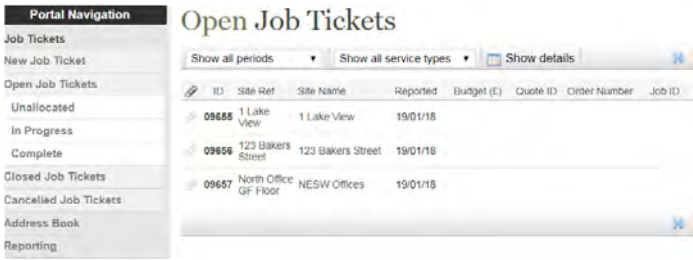 Portal Navigation
Job Tickets
New Job Ticket
Open Job Tickets
Unallocated
In Progress
Complete
Closed Job Tickets
Cancelled Job Tickets
Address Book
Reporting
Open Job Tickets
Show all periods Show all service types Show details
ID Site Ref Site Name Reported Budget (£) Quote ID Order Number Job ID
09655 1 Lake View 1 Lake View 19/01/18
09656 123 Bakers Street 123 Bakers Street 19/01/18
09657 North Office GF Floor NESW Offices 19/01/18